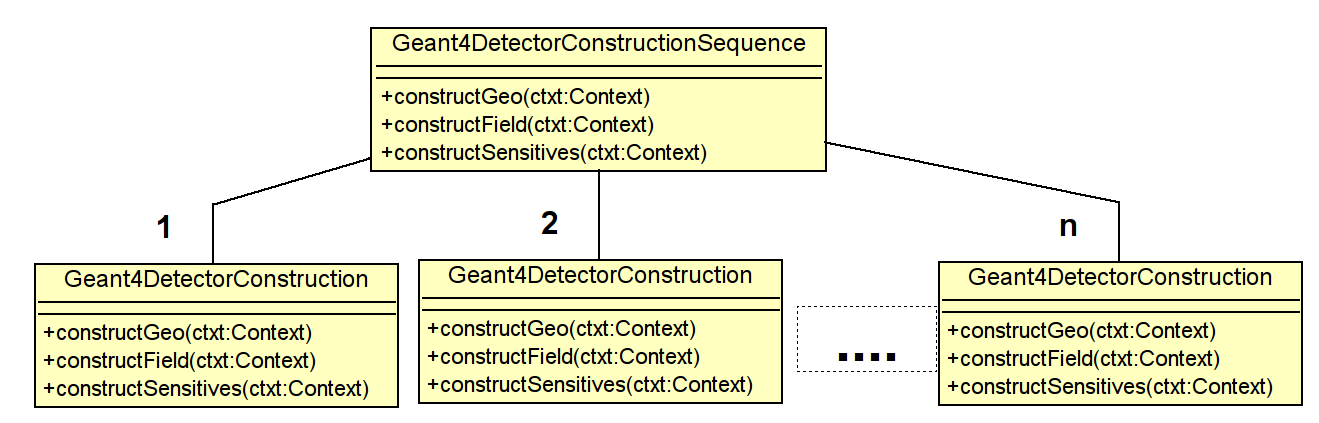 Geant4DetectorConstructionSequence
+constructGeo(ctxt:Context)
+constructField(ctxt:Context)
+constructSensitives(ctxt:Context)
1
2
n
Geant4DetectorConstruction
+constructGeo(ctxt:Context)
+constructField(ctxt:Context)
+constructSensitives(ctxt:Context)
Geant4DetectorConstruction
+constructGeo(ctxt:Context)
+constructField(ctxt:Context)
+constructSensitives(ctxt:Context)
....
Geant4DetectorConstruction
+constructGeo(ctxt:Context)
+constructField(ctxt:Context)
+constructSensitives(ctxt:Context)